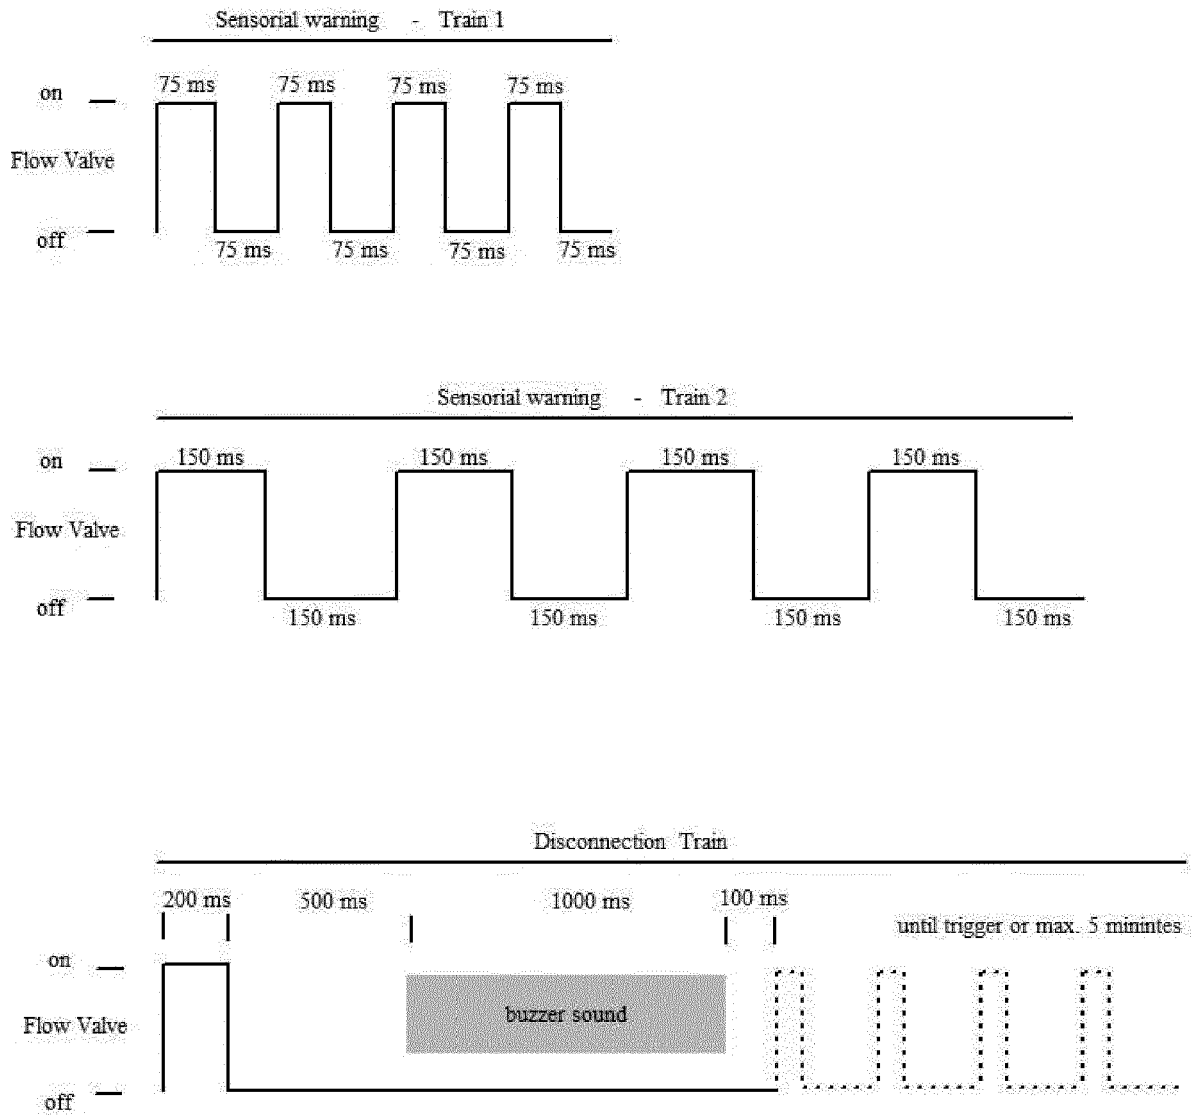 Sensorial warning - Train 1
75 ms 75 ms 75 ms 75 ms
on
Flow Valve
off
75 ms 75 ms 75 ms 75 ms
Sensorial warning - Train 2
on 150 ms 150 ms 150 ms 150 ms
Flow Valve
off
150 ms 150 ms 150 ms 150 ms
Disconnection Train
200 ms 500 ms 1000 ms 100 ms
until trigger or max. 5 minintes
on
buzzer sound
Flow Valve
off